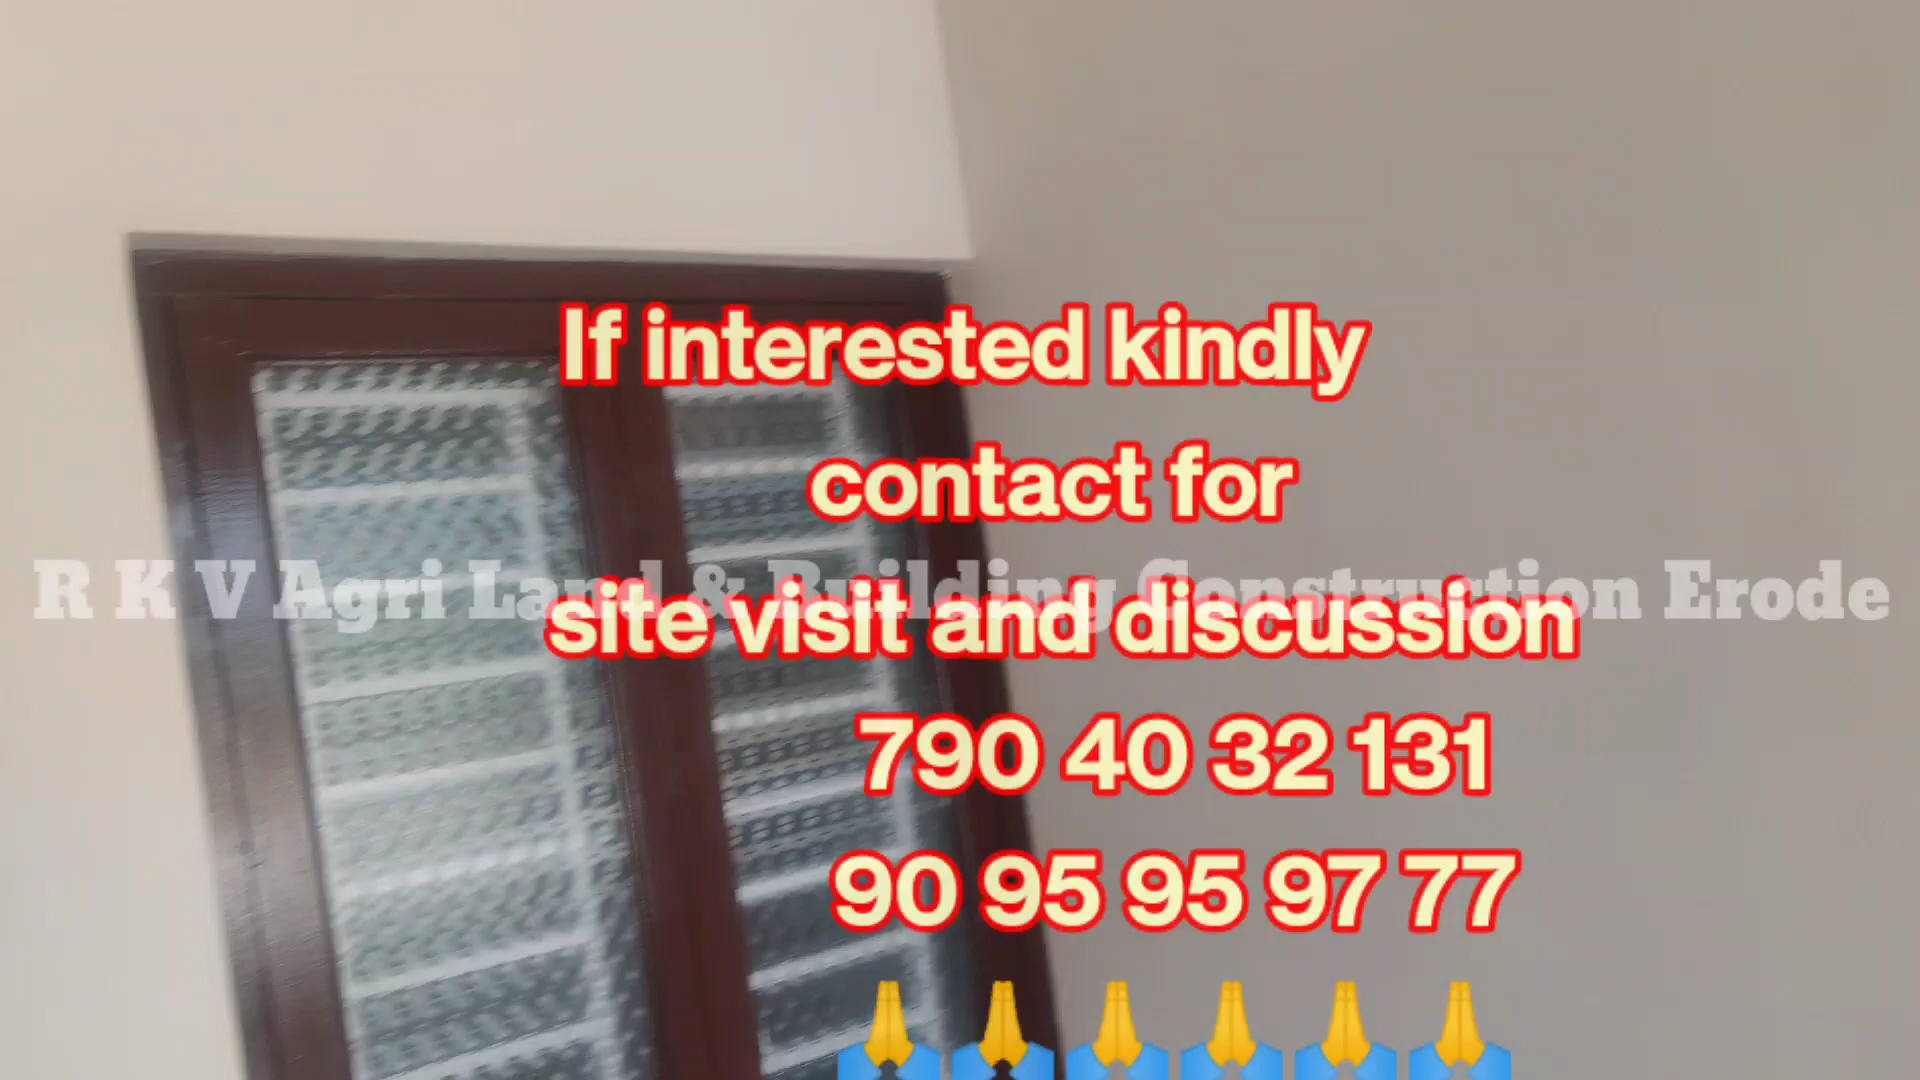 If interested kindly
contact for
R K V Agri Land & Building Construction Erode
site visit and discussion
790 40 32 131
90 95 95 97 77
🙏🙏🙏🙏🙏🙏